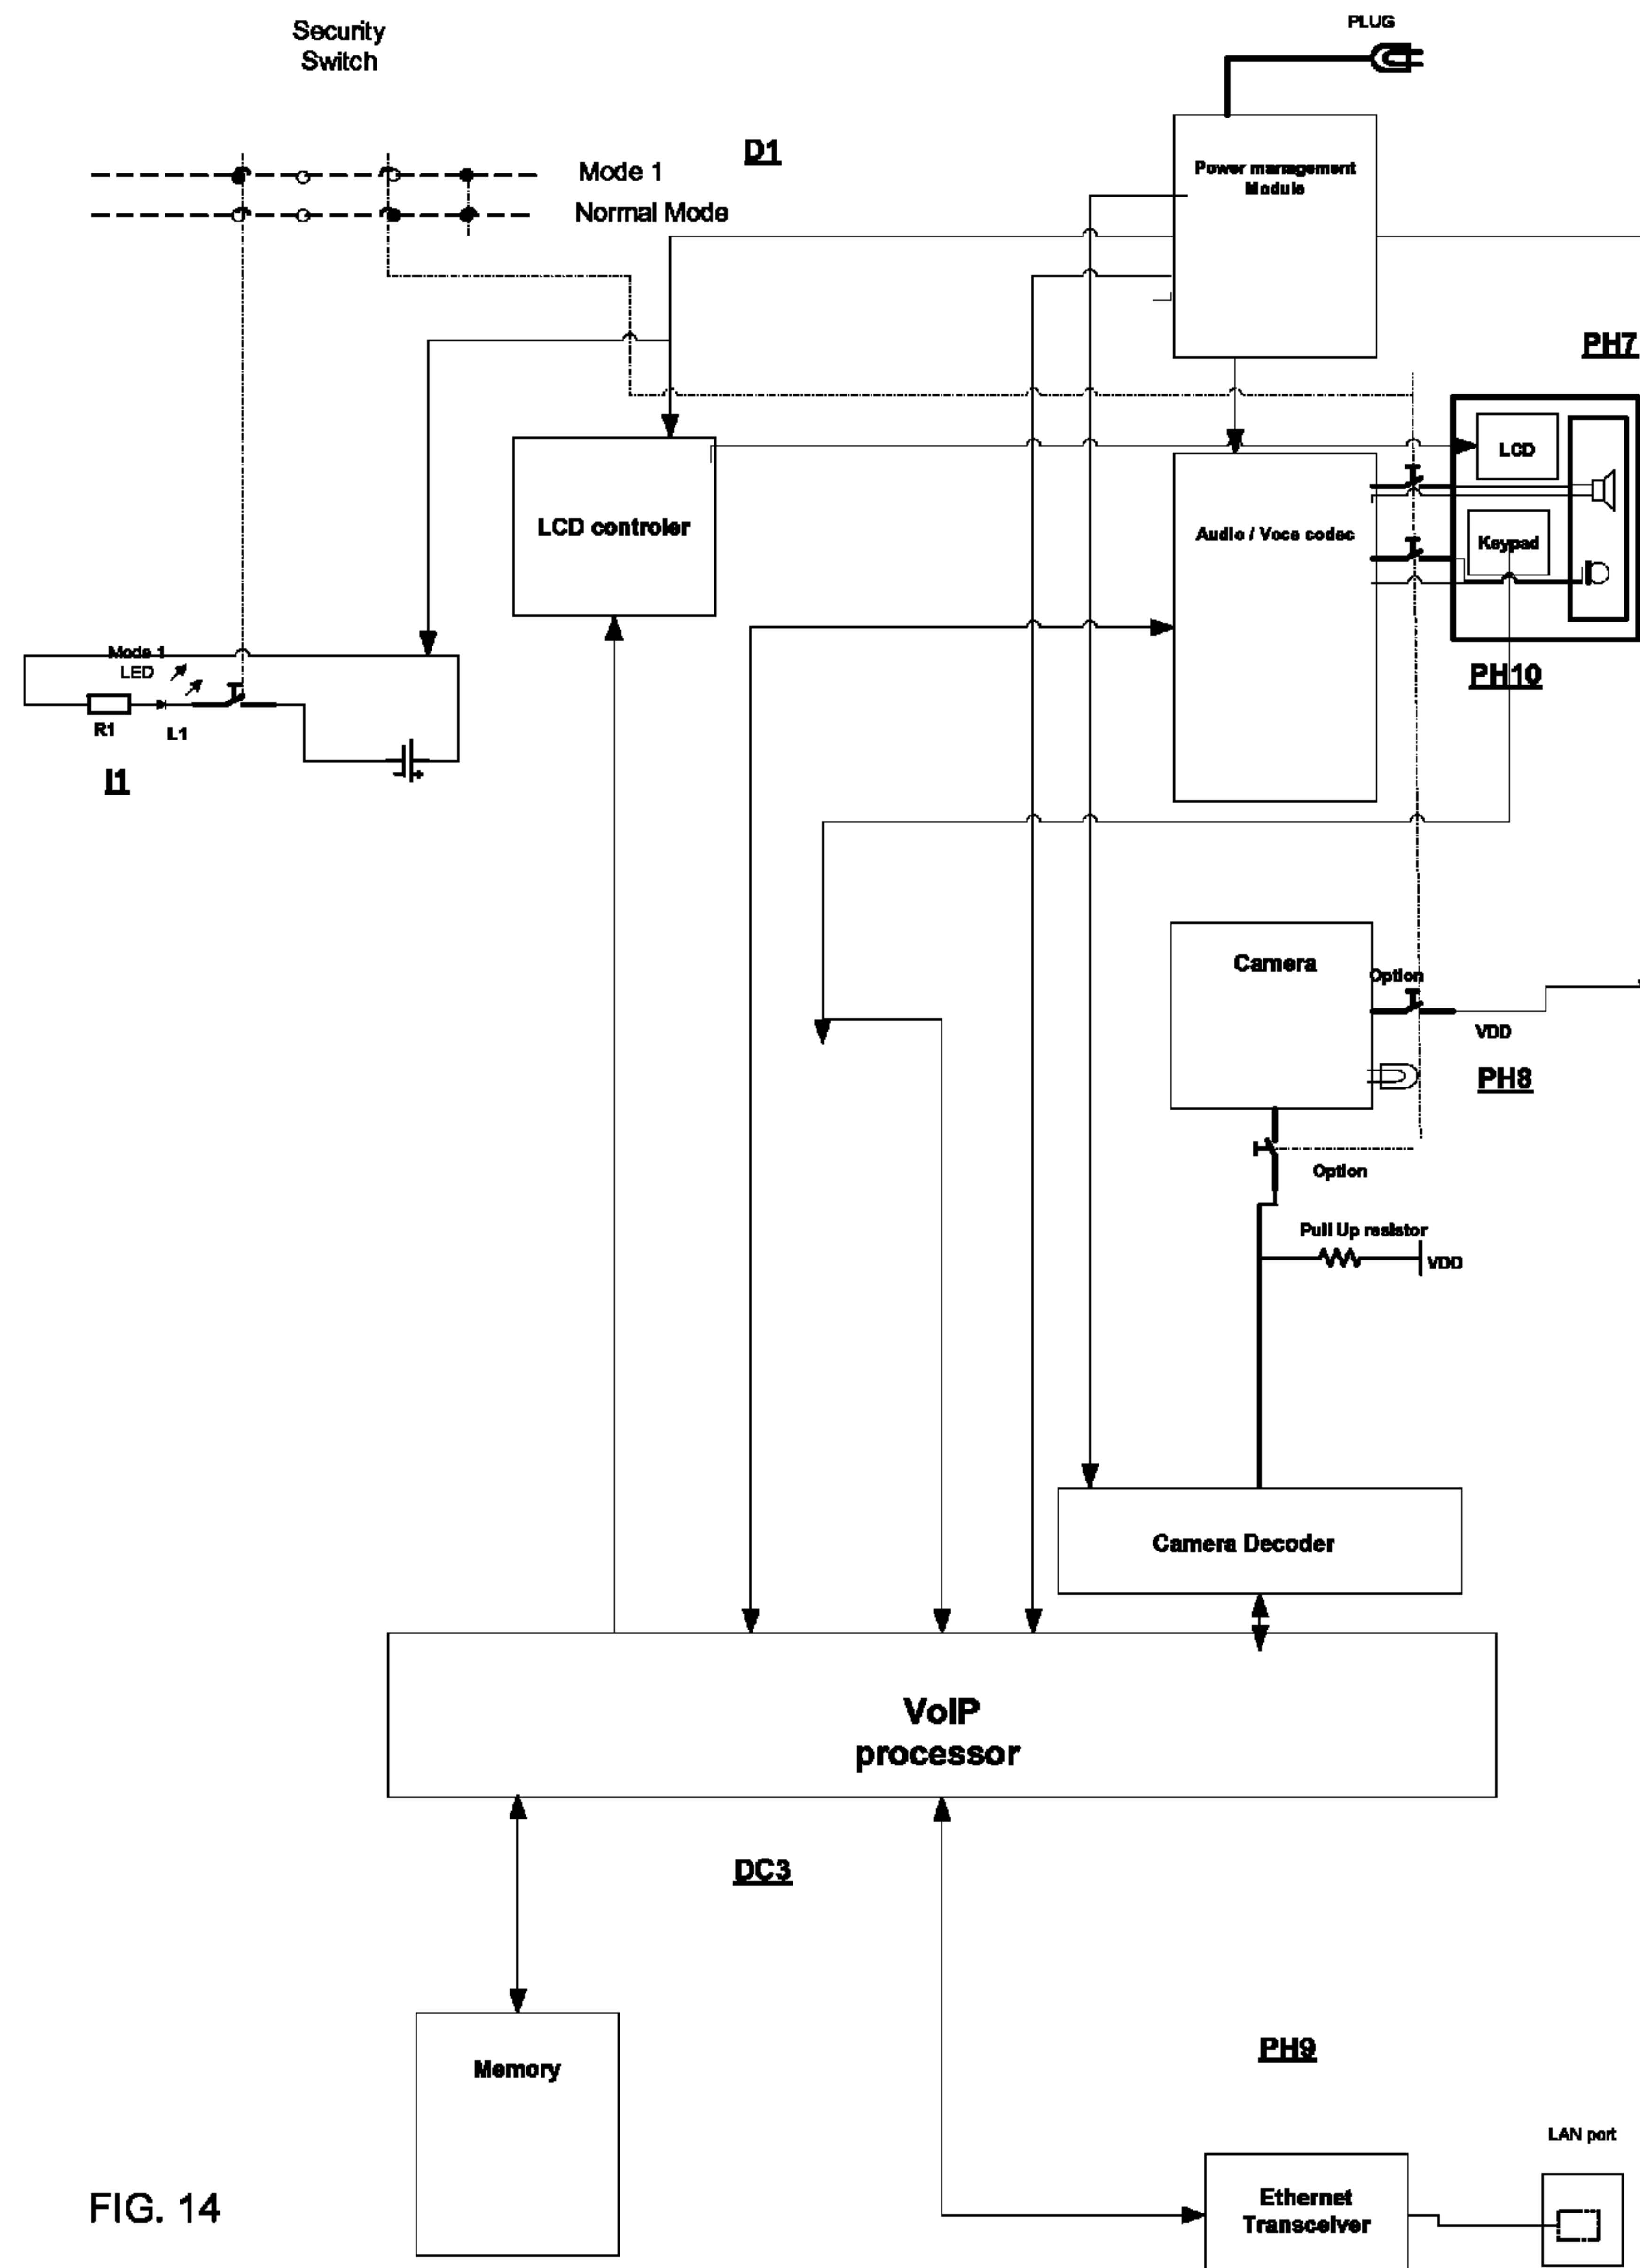 PLUG
Security
Switch
D1
Mode 1
Normal Mode
Power management
Module
PH7
LCD
LCD controler
Audio / Voce codec
Keypad
Mode 1
LED
R1
L1
PH10
I1
Camera
Option
VDD
PH8
Option
Pull Up resistor
VDD
Camera Decoder
VoIP
processor
DC3
PH9
Memory
LAN port
Ethernet
Transceiver
FIG. 14